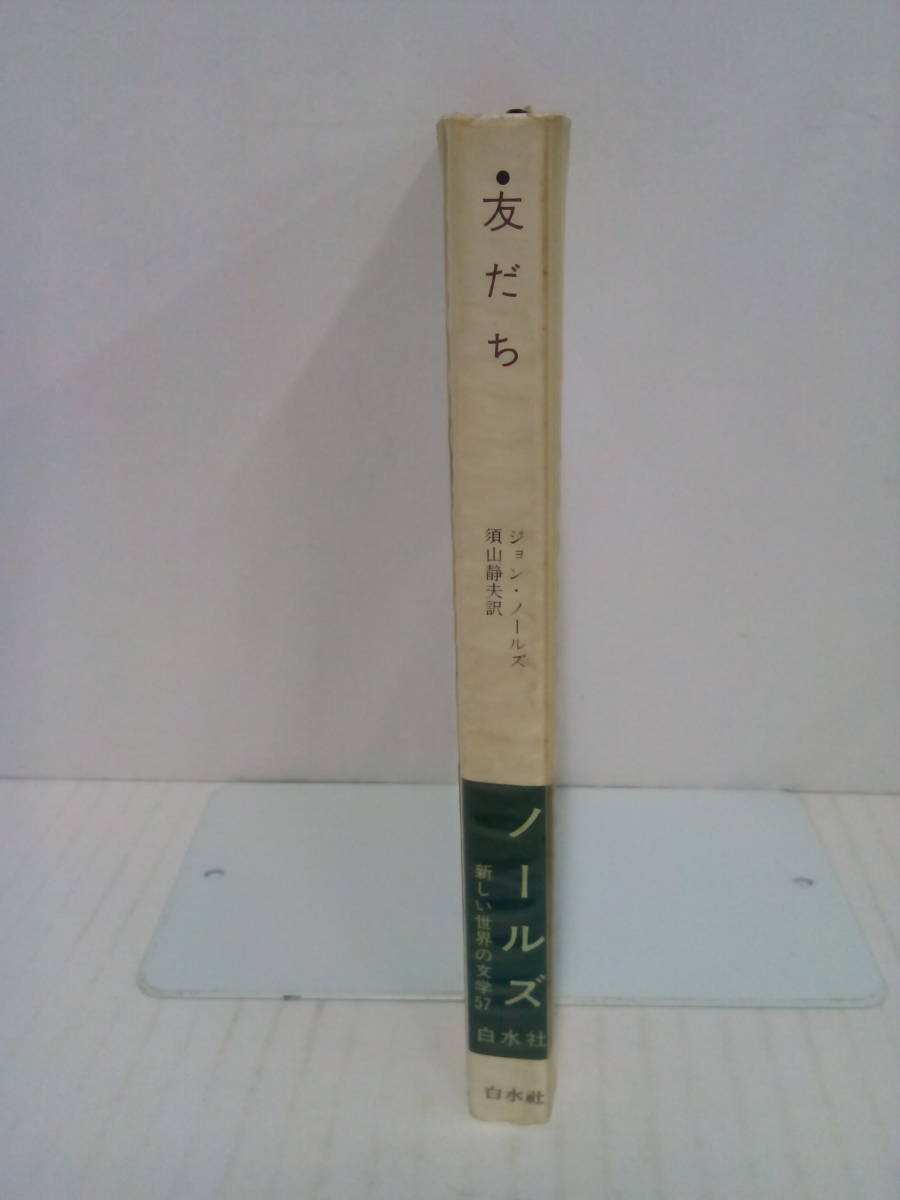 ●友だち
ジョン・ノールズ
須山静夫訳
ノールズ
新しい世界の文学57
白水社
白水社